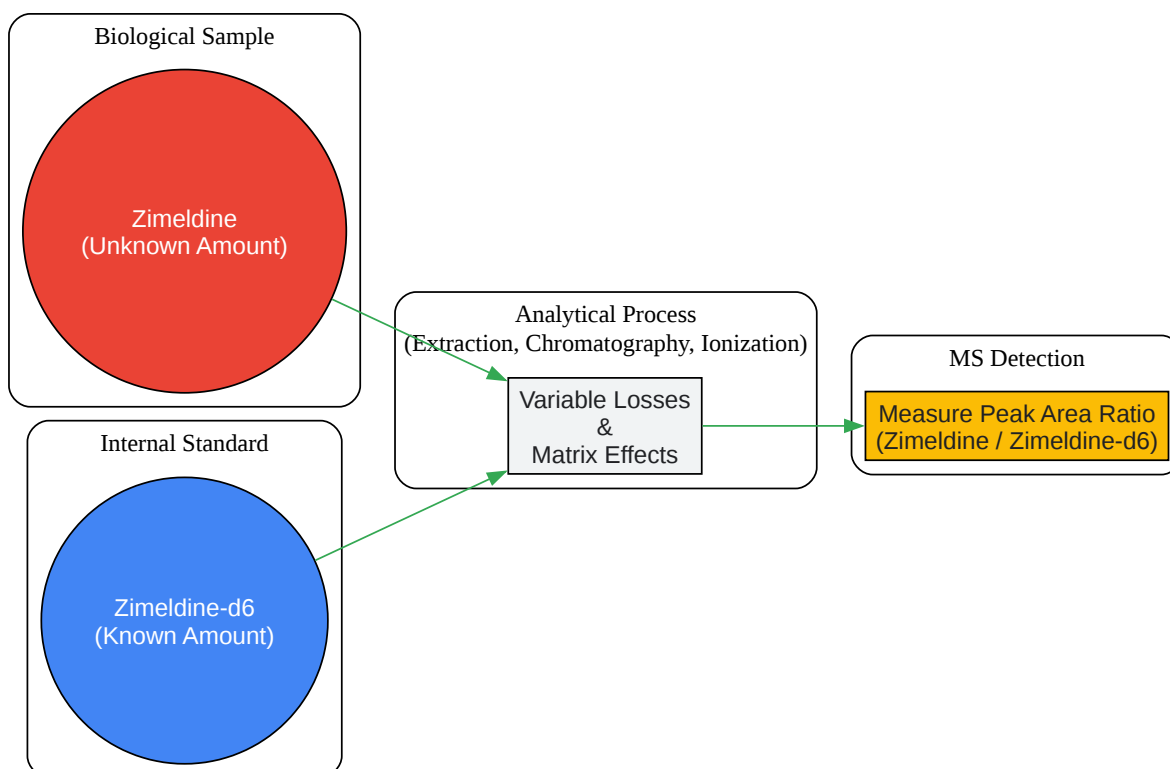 Biological Sample
Zimeldine
(Unknown Amount)
Internal Standard
Zimeldine-d6
(Known Amount)
Analytical Process
(Extraction, Chromatography, Ionization)
Variable Losses
&
Matrix Effects
MS Detection
Measure Peak Area Ratio
(Zimeldine / Zimeldine-d6)